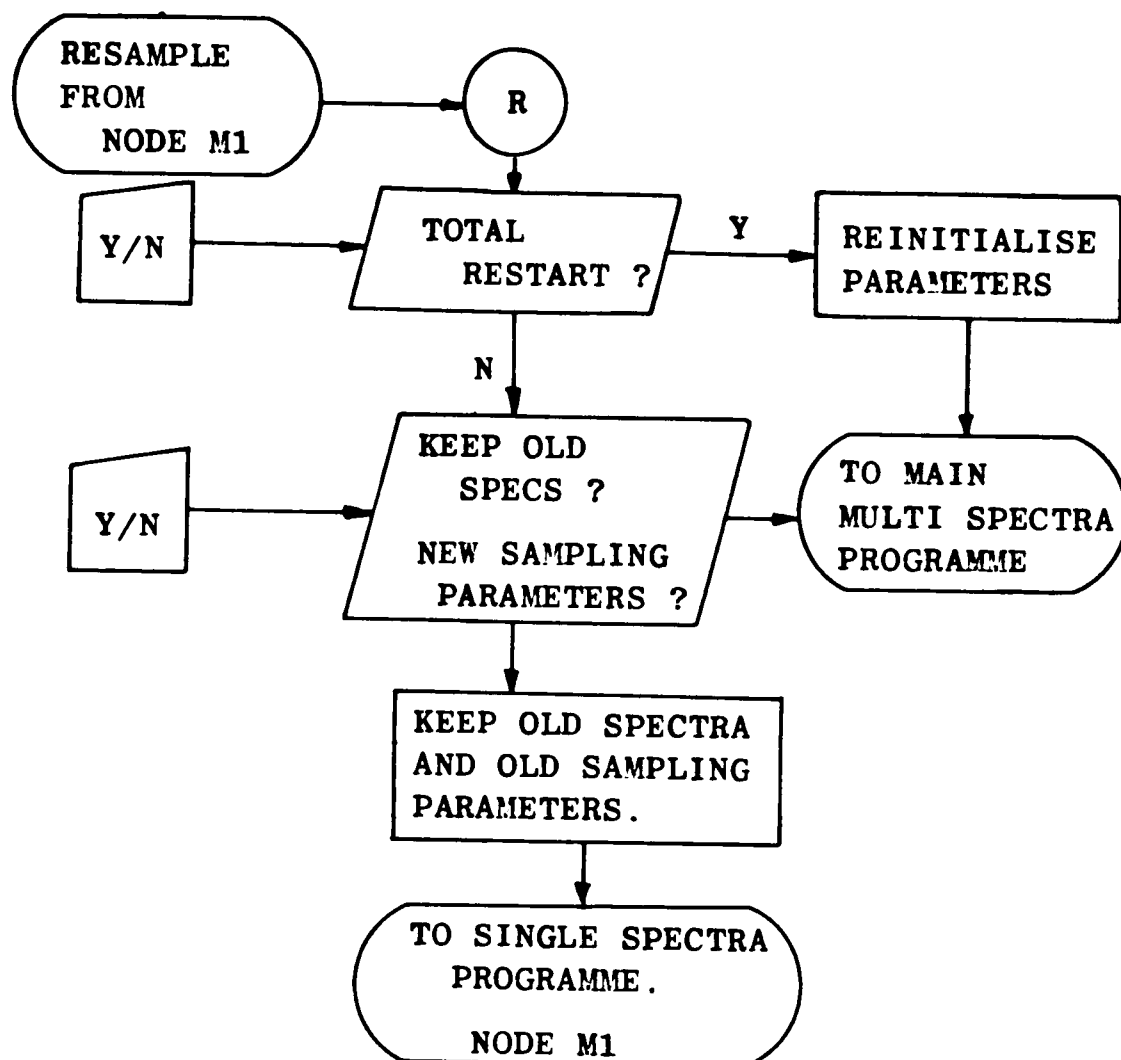 RESAMPLE
FROM
NODE M1
R
Y/N
TOTAL
RESTART ?
Y
REINITIALISE
PARAMETERS
N
Y/N
KEEP OLD
SPECS ?
NEW SAMPLING
PARAMETERS ?
TO MAIN
MULTI SPECTRA
PROGRAMME
KEEP OLD SPECTRA
AND OLD SAMPLING
PARAMETERS.
TO SINGLE SPECTRA
PROGRAMME.
NODE M1